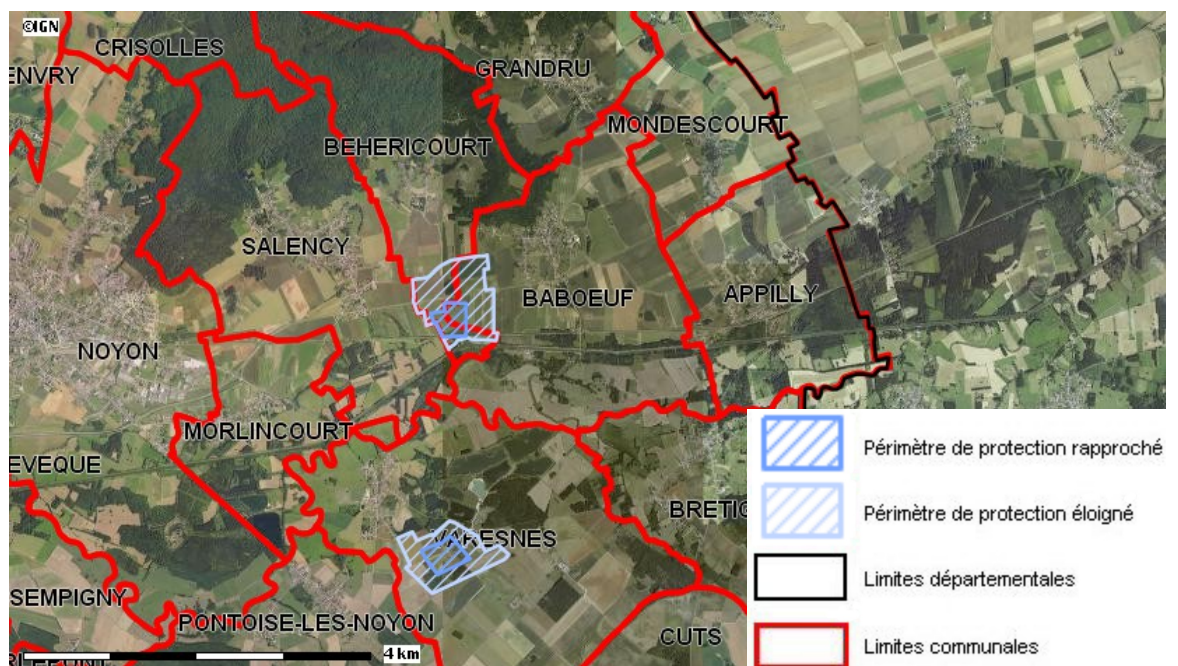 ©IGN
CRISOLLES
ENVRY
GRANDRU
MONDESCOURT
BEHERICOURT
SALENCY
BABOEUF
APPILLY
NOYON
MORLINCOURT
EVEQUE
BRETIG
VARESNES
SEMPIGNY
PONTOISE-LES-NOYON
CUTS
4 km
Périmètre de protection rapproché
Périmètre de protection éloigné
Limites départementales
Limites communales